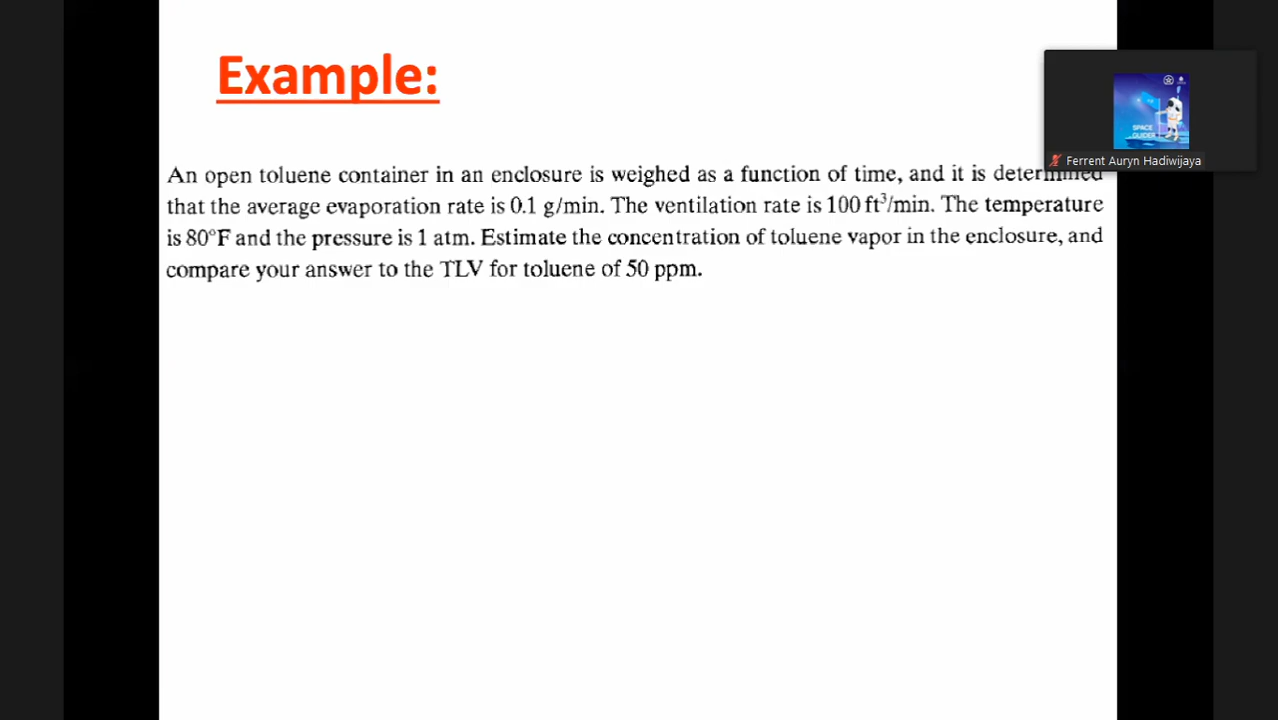 Example:
SPACE
GUIDER
Ferrent Auryn Hadiwijaya
An open toluene container in an enclosure is weighed as a function of time, and it is determined
that the average evaporation rate is 0.1 g/min. The ventilation rate is 100 ft³/min. The temperature
is 80°F and the pressure is 1 atm. Estimate the concentration of toluene vapor in the enclosure, and
compare your answer to the TLV for toluene of 50 ppm.